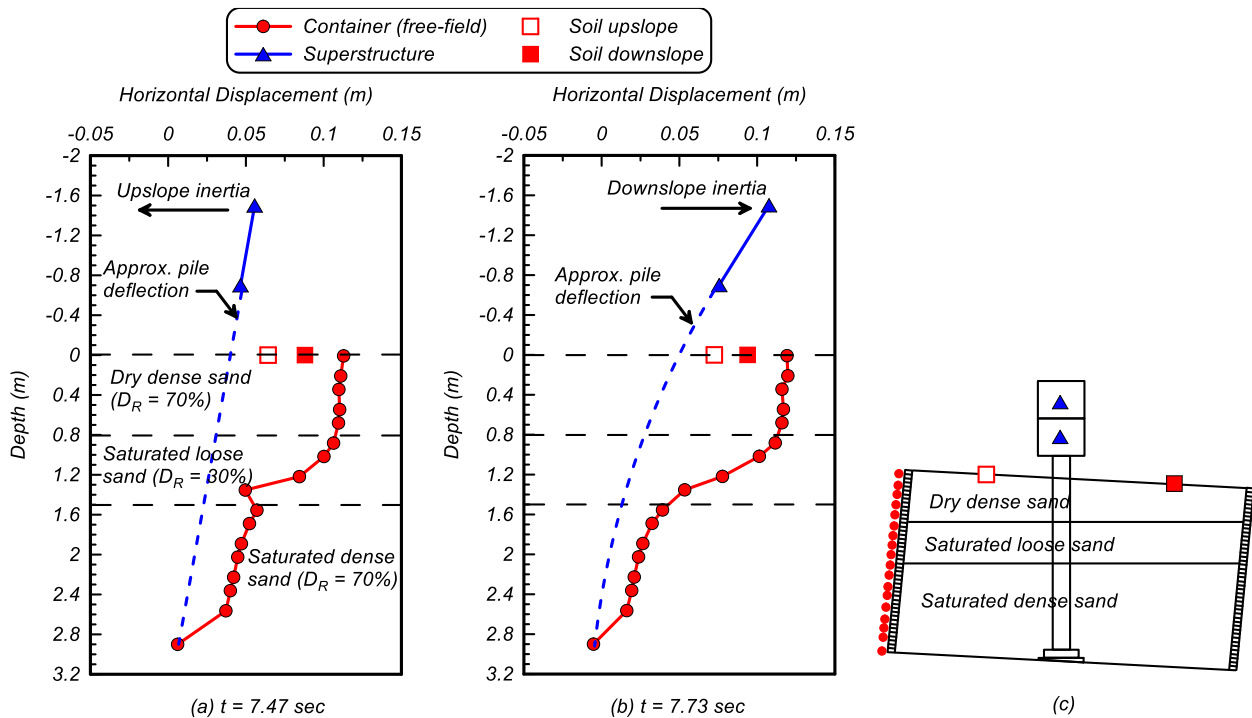 Container (free-field)
Soil upslope
Superstructure
Soil downslope
Horizontal Displacement (m)
-0.05 0 0.05 0.1 0.15
-2
-1.6
-1.2
-0.8
-0.4
0
0.4
0.8
1.2
1.6
2
2.4
2.8
3.2
Depth (m)
Upslope inertia
Approx. pile
deflection
Dry dense sand
(D_R = 70%)
Saturated loose
sand (D_R = 30%)
Saturated dense
sand (D_R = 70%)
(a) t = 7.47 sec
Horizontal Displacement (m)
-0.05 0 0.05 0.1 0.15
-2
-1.6
-1.2
-0.8
-0.4
0
0.4
0.8
1.2
1.6
2
2.4
2.8
3.2
Depth (m)
Downslope inertia
Approx. pile
deflection
(b) t = 7.73 sec
Dry dense sand
Saturated loose sand
Saturated dense sand
(c)